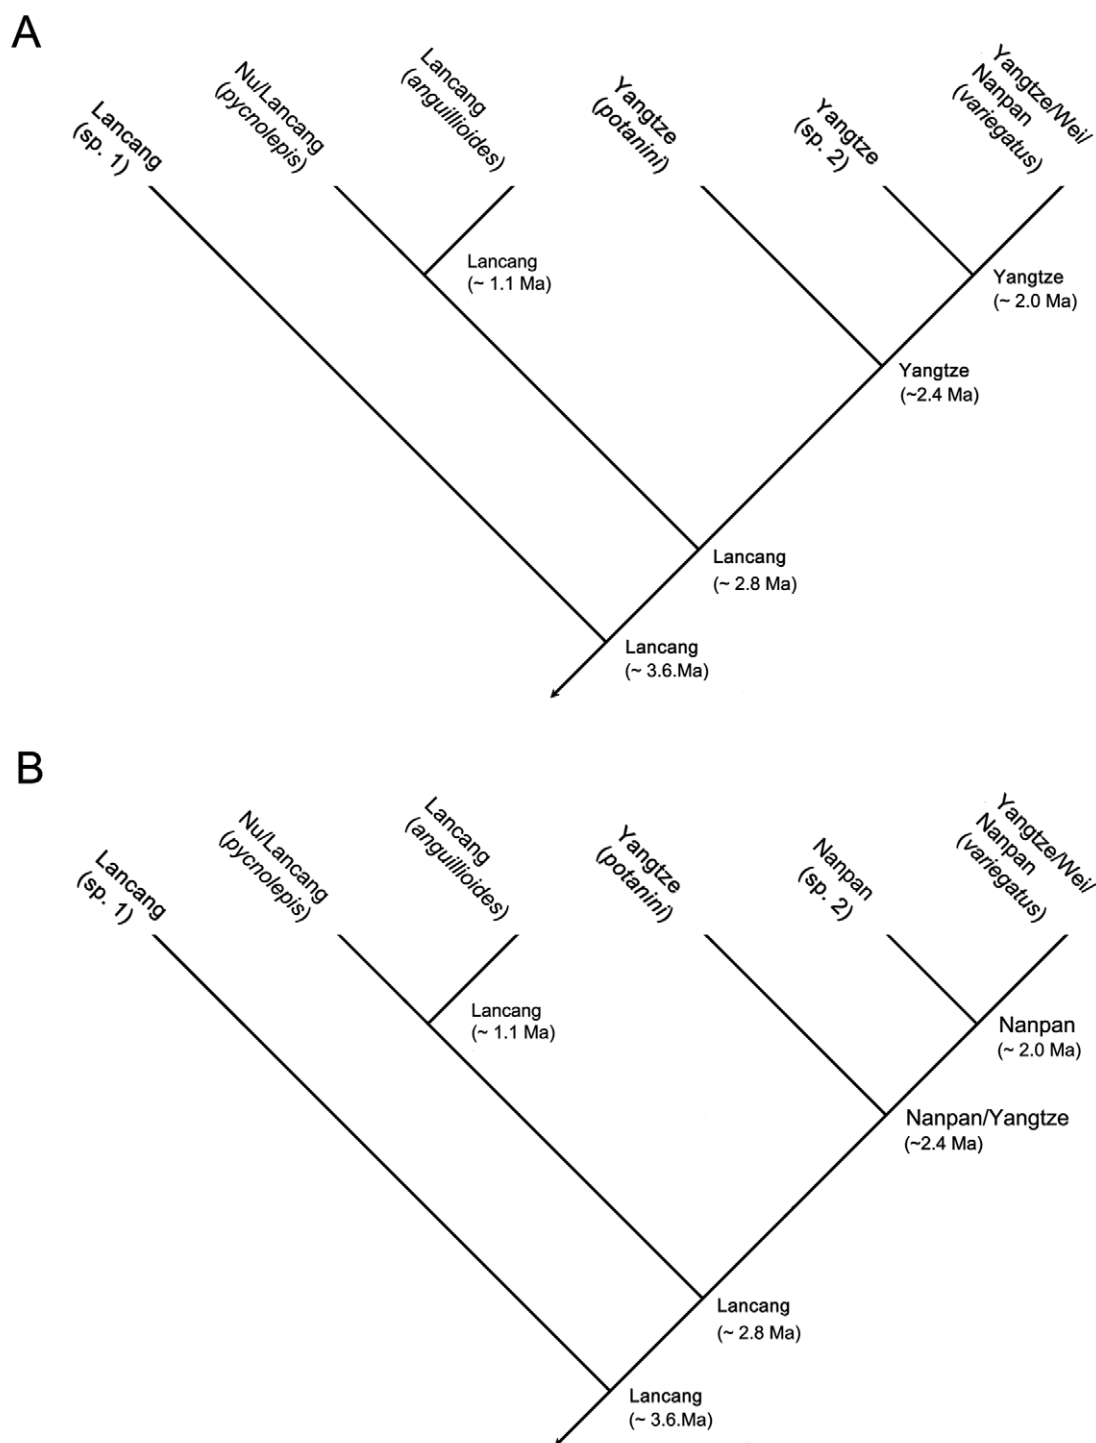 A
Lancang
(sp. 1)
Nu/Lancang
(pycnolepis)
Lancang
(anguillioides)
Yangtze
(potanini)
Yangtze
(sp. 2)
Yangtze/Wei/
Nanpan
(variegatus)
Lancang
(~ 1.1 Ma)
Yangtze
(~ 2.0 Ma)
Yangtze
(~2.4 Ma)
Lancang
(~ 2.8 Ma)
Lancang
(~ 3.6.Ma)
B
Lancang
(sp. 1)
Nu/Lancang
(pycnolepis)
Lancang
(anguillioides)
Yangtze
(potanini)
Nanpan
(sp. 2)
Yangtze/Wei/
Nanpan
(variegatus)
Lancang
(~ 1.1 Ma)
Nanpan
(~ 2.0 Ma)
Nanpan/Yangtze
(~2.4 Ma)
Lancang
(~ 2.8 Ma)
Lancang
(~ 3.6.Ma)